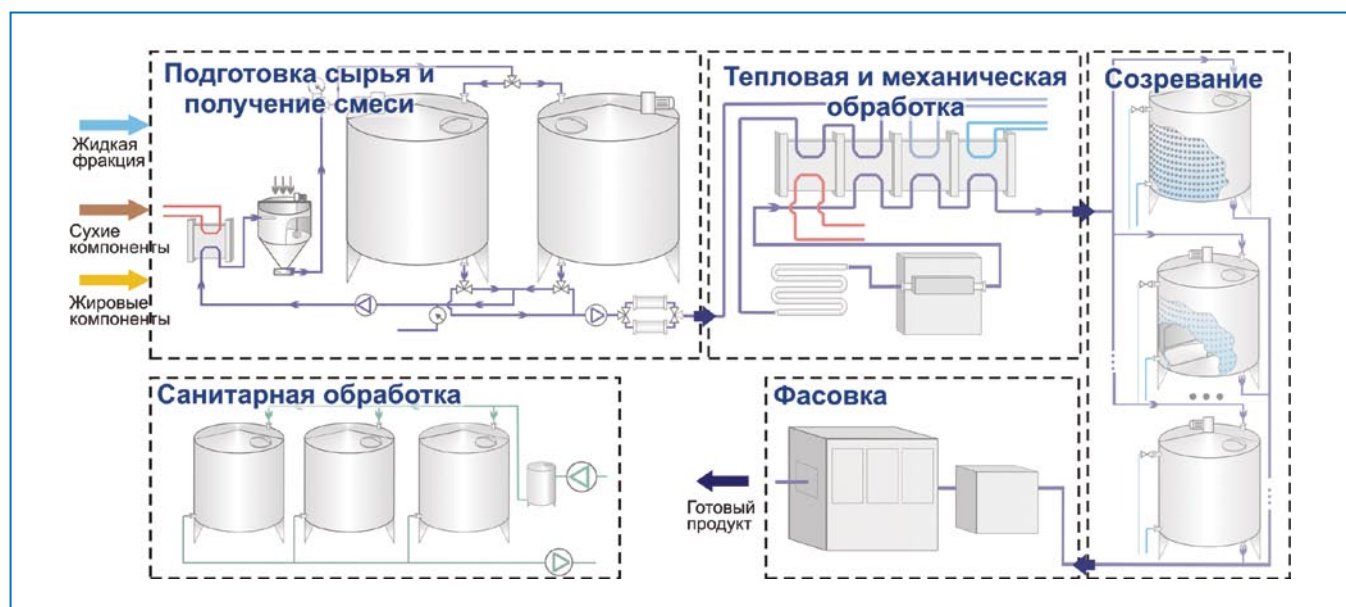 Подготовка сырья и
получение смеси
Тепловая и механическая
обработка
Созревание
Жидкая
фракция
Сухие
компоненты
Жировые
компоненты
Санитарная обработка
Фасовка
Готовый
продукт